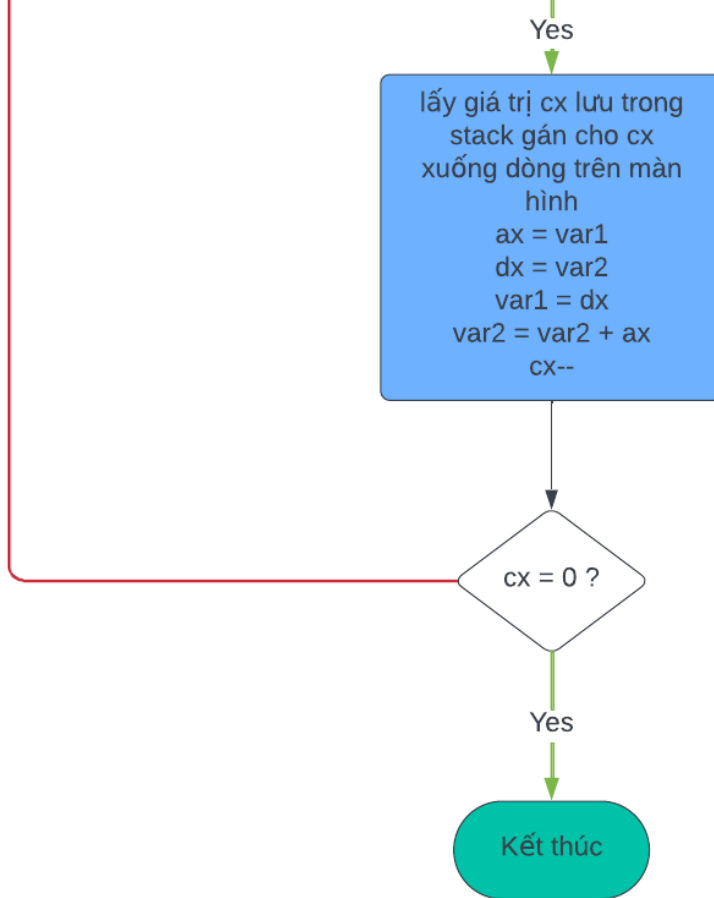 Yes
lấy giá trị cx lưu trong
stack gán cho cx
xuống dòng trên màn
hình
ax = var1
dx = var2
var1 = dx
var2 = var2 + ax
cx--
cx = 0 ?
Yes
Kết thúc